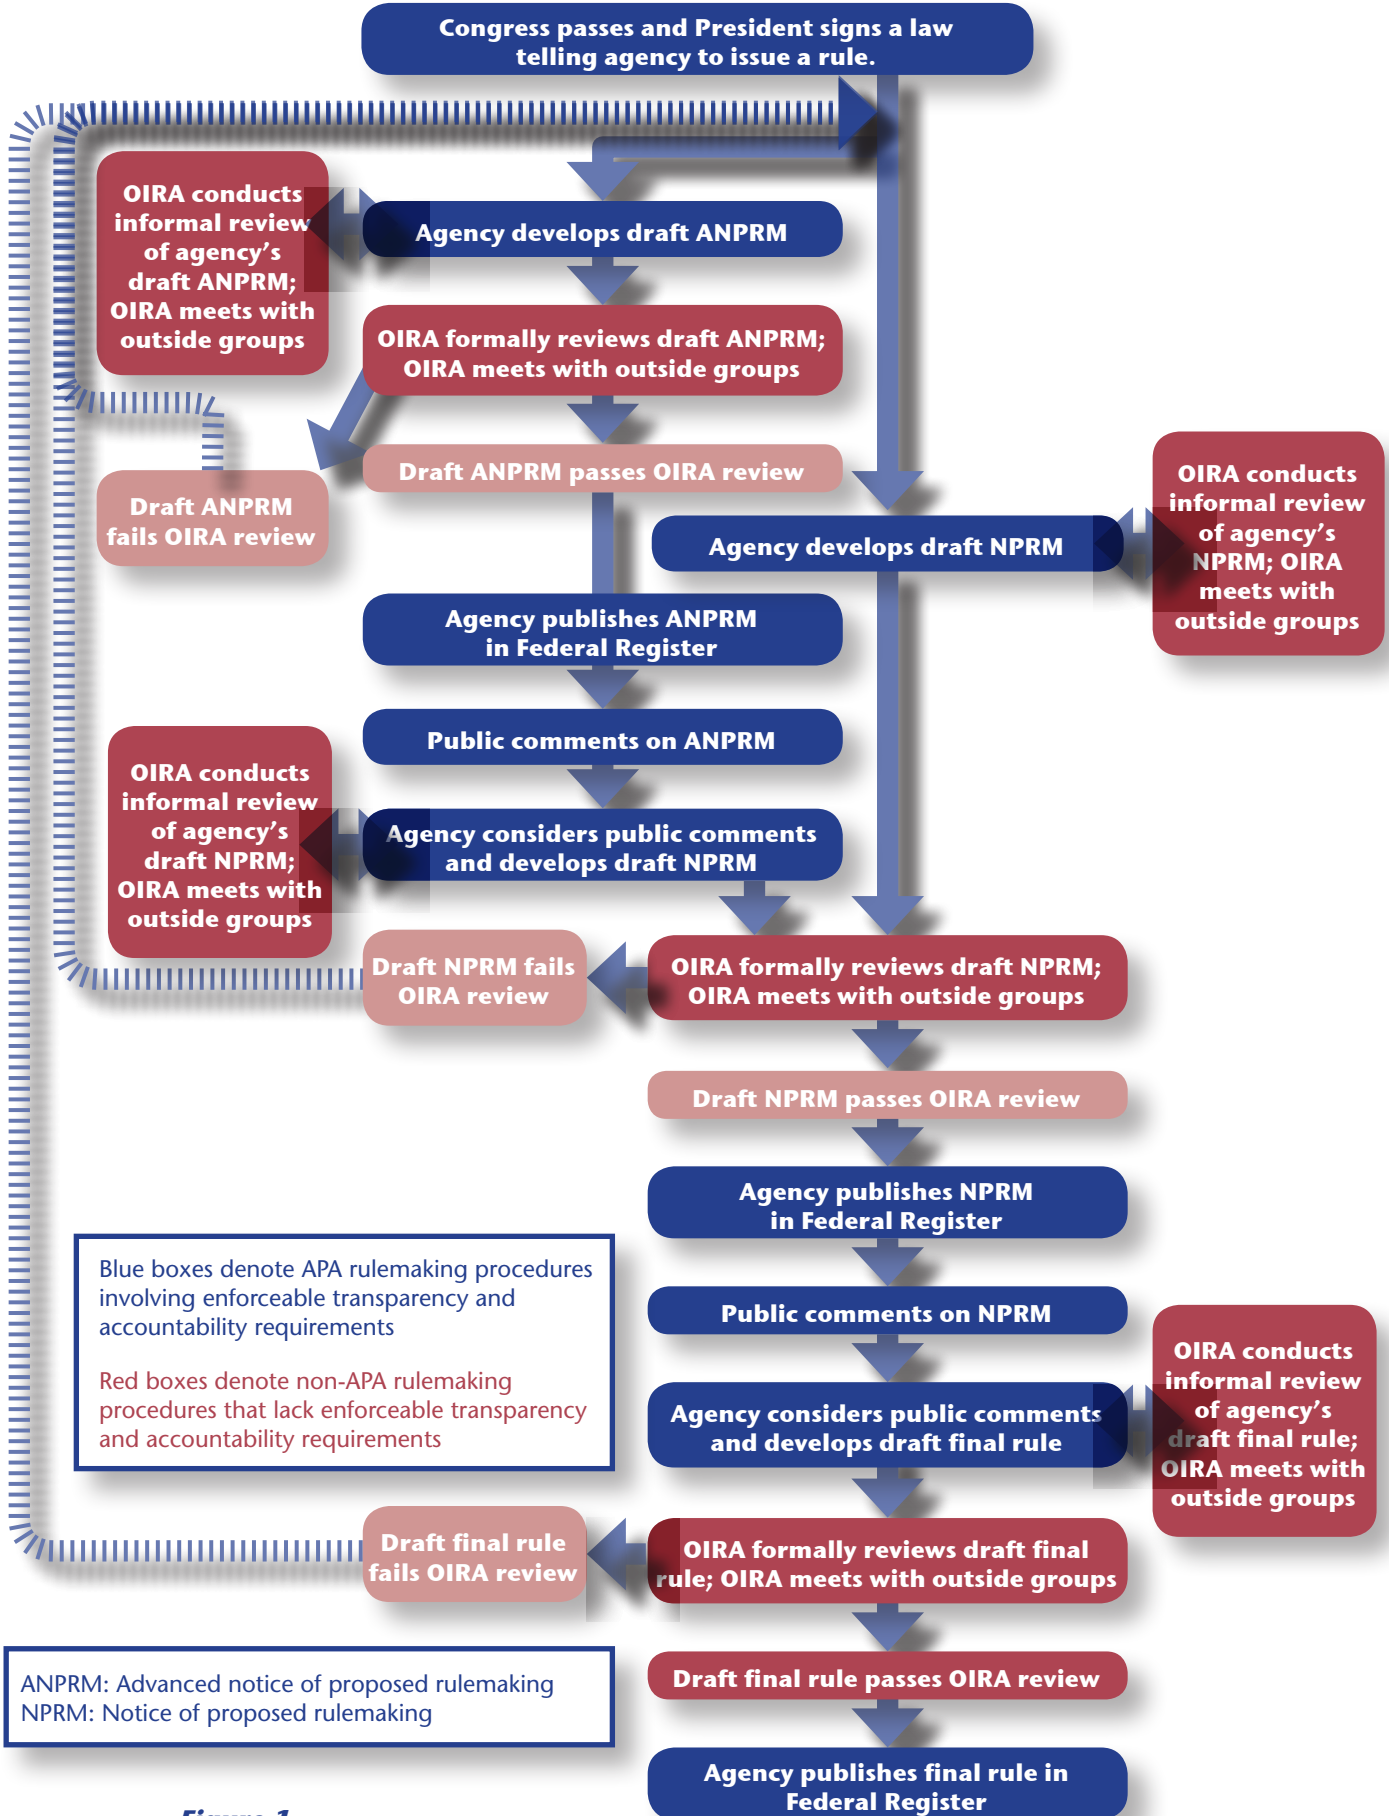 Congress passes and President signs a law
telling agency to issue a rule.
OIRA conducts
informal review
of agency's
draft ANPRM;
OIRA meets with
outside groups
Agency develops draft ANPRM
OIRA formally reviews draft ANPRM;
OIRA meets with outside groups
Draft ANPRM passes OIRA review
Draft ANPRM
fails OIRA review
OIRA conducts
informal review
of agency's
NPRM; OIRA
meets with
outside groups
Agency develops draft NPRM
Agency publishes ANPRM
in Federal Register
Public comments on ANPRM
OIRA conducts
informal review
of agency's
draft NPRM;
OIRA meets with
outside groups
Agency considers public comments
and develops draft NPRM
Draft NPRM fails
OIRA review
OIRA formally reviews draft NPRM;
OIRA meets with outside groups
Draft NPRM passes OIRA review
Agency publishes NPRM
in Federal Register
Blue boxes denote APA rulemaking procedures
involving enforceable transparency and
accountability requirements
Red boxes denote non-APA rulemaking
procedures that lack enforceable transparency
and accountability requirements
Public comments on NPRM
Agency considers public comments
and develops draft final rule
OIRA conducts
informal review
of agency's
draft final rule;
OIRA meets with
outside groups
Draft final rule
fails OIRA review
OIRA formally reviews draft final
rule; OIRA meets with outside groups
Draft final rule passes OIRA review
ANPRM: Advanced notice of proposed rulemaking
NPRM: Notice of proposed rulemaking
Agency publishes final rule in
Federal Register
Figure 1